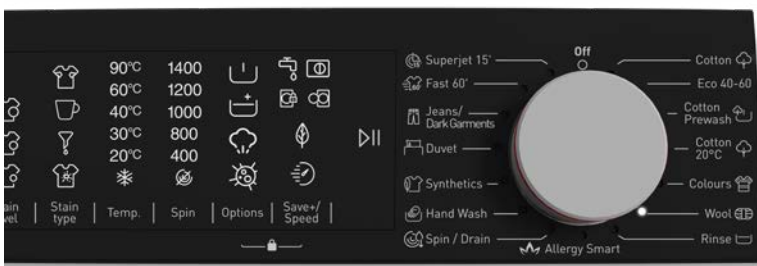 90°C
60°C
40°C
30°C
20°C
1400
1200
1000
800
400
Stain
type
Temp.
Spin
Options
Save+/
Speed
Off
Superjet 15'
Fast 60'
Jeans/
Dark Garments
Duvet
Synthetics
Hand Wash
Spin / Drain
Allergy Smart
Cotton
Eco 40-60
Cotton
Prewash
Cotton
20°C
Colours
Wool
Rinse